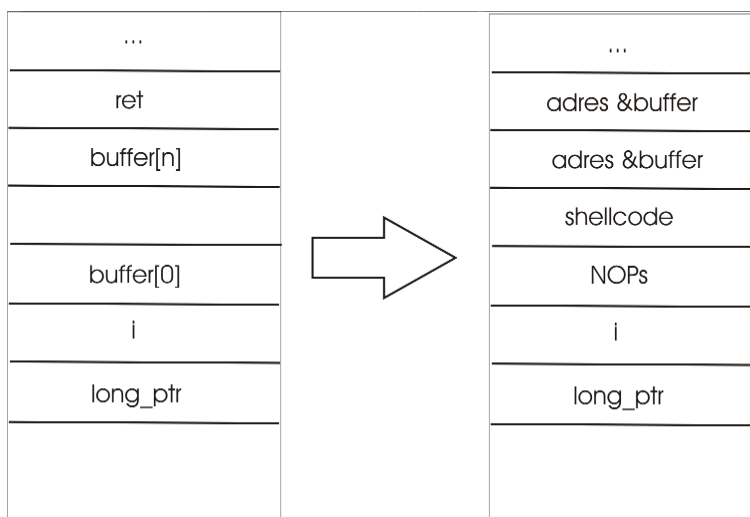 ...
ret
buffer[n]
buffer[0]
i
long_ptr
...
adres &buffer
adres &buffer
shellcode
NOPs
i
long_ptr